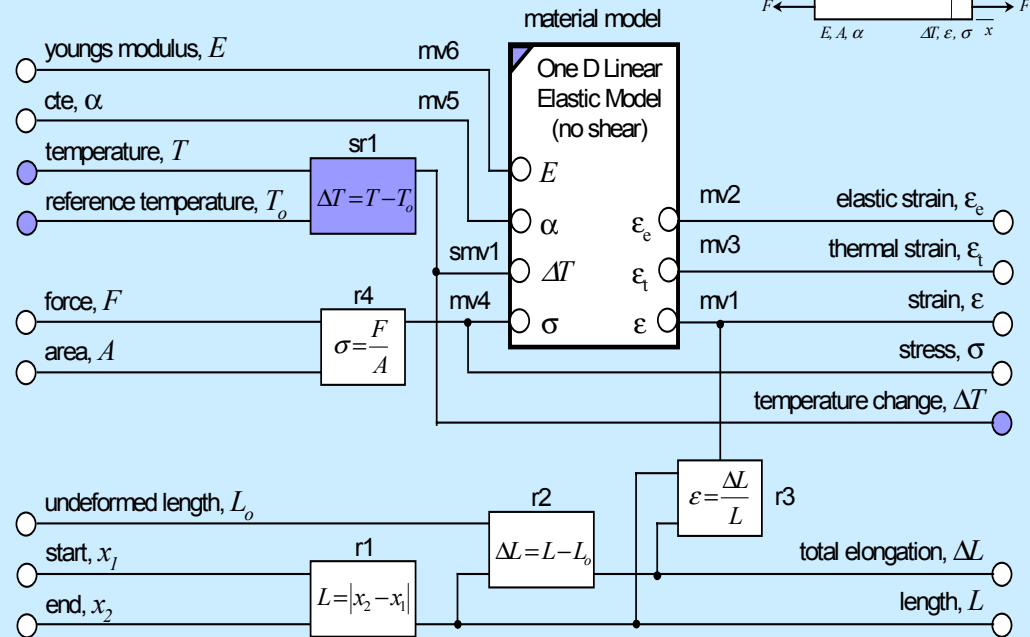 F F
E, A, α ΔT, ε, σ x
material model
youngs modulus, E mv6
One D Linear
Elastic Model
(no shear)
cte, α mv5
temperature, T sr1
E
ΔT = T − Tₒ
reference temperature, Tₒ
α εₑ mv2 elastic strain, εₑ
smv1 ΔT εₜ mv3 thermal strain, εₜ
force, F r4 mv4 σ ε mv1 strain, ε
σ = F/A
area, A stress, σ
temperature change, ΔT
ε = ΔL/L r3
undeformed length, Lₒ r2
ΔL = L − Lₒ
start, x₁ r1 total elongation, ΔL
L = |x₂ − x₁|
end, x₂ length, L